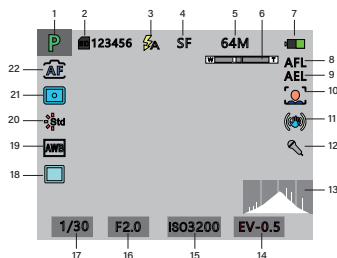 1 2 3 4 5 6 7
P 123456 A SF 64M
W T
AFL 8
AEL 9
22 AF
10
21
11
20 Std
12
19 AWB
18
13
1/30 F2.0 ISO3200 EV-0.5
17 16 15 14